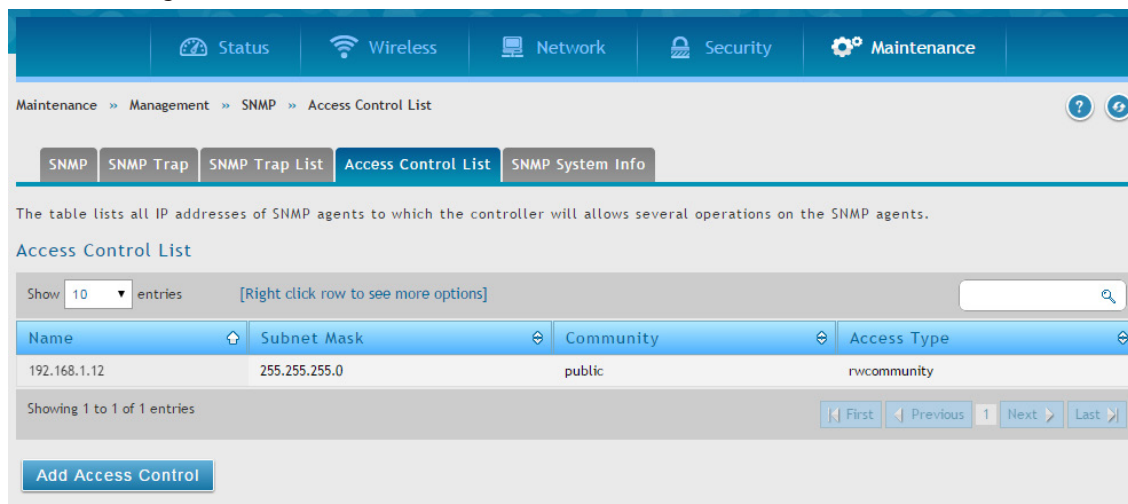 Status Wireless Network Security Maintenance
Maintenance » Management » SNMP » Access Control List
SNMP SNMP Trap SNMP Trap List Access Control List SNMP System Info
The table lists all IP addresses of SNMP agents to which the controller will allows several operations on the SNMP agents.
Access Control List
Show 10 entries [Right click row to see more options]
Name Subnet Mask Community Access Type
192.168.1.12 255.255.255.0 public rwcommunity
Showing 1 to 1 of 1 entries First Previous 1 Next Last
Add Access Control